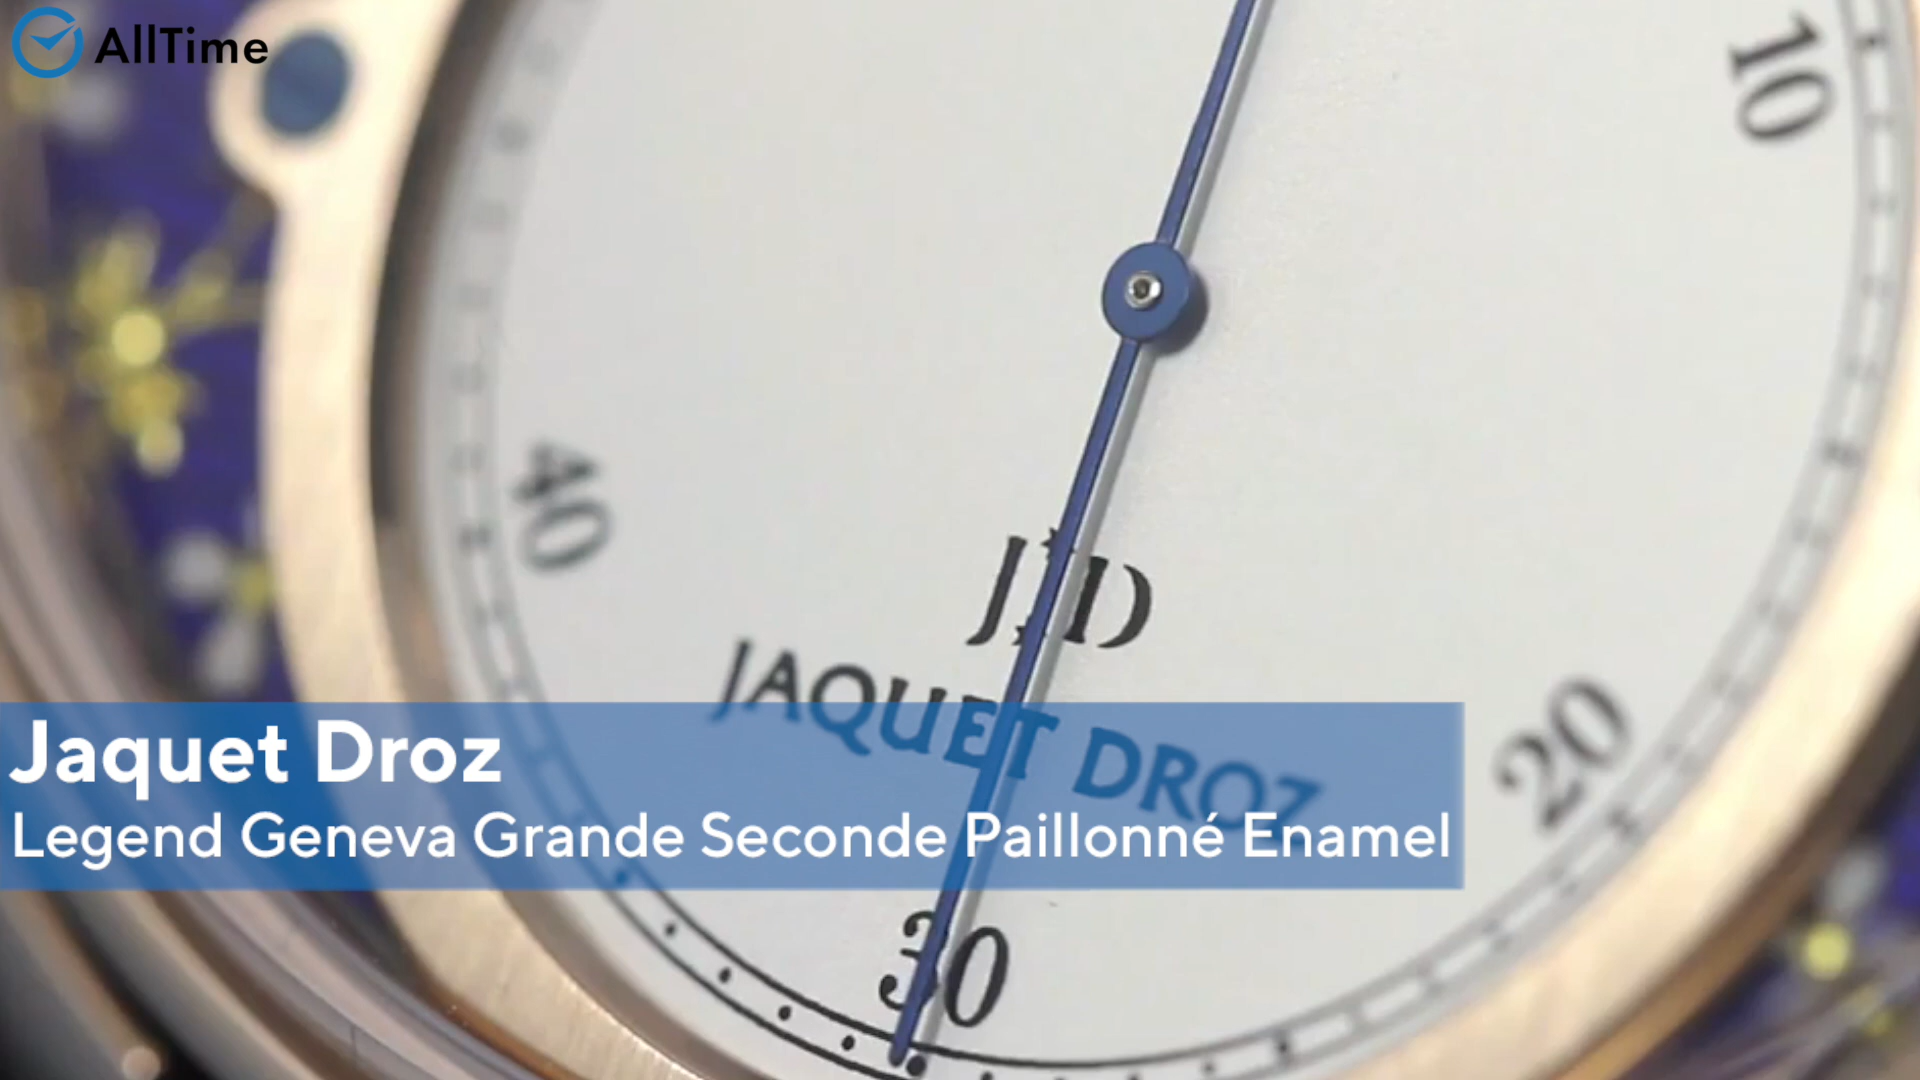 AllTime
10
40
JD
JAQUET DROZ
20
Jaquet Droz
Legend Geneva Grande Seconde Paillonné Enamel
30